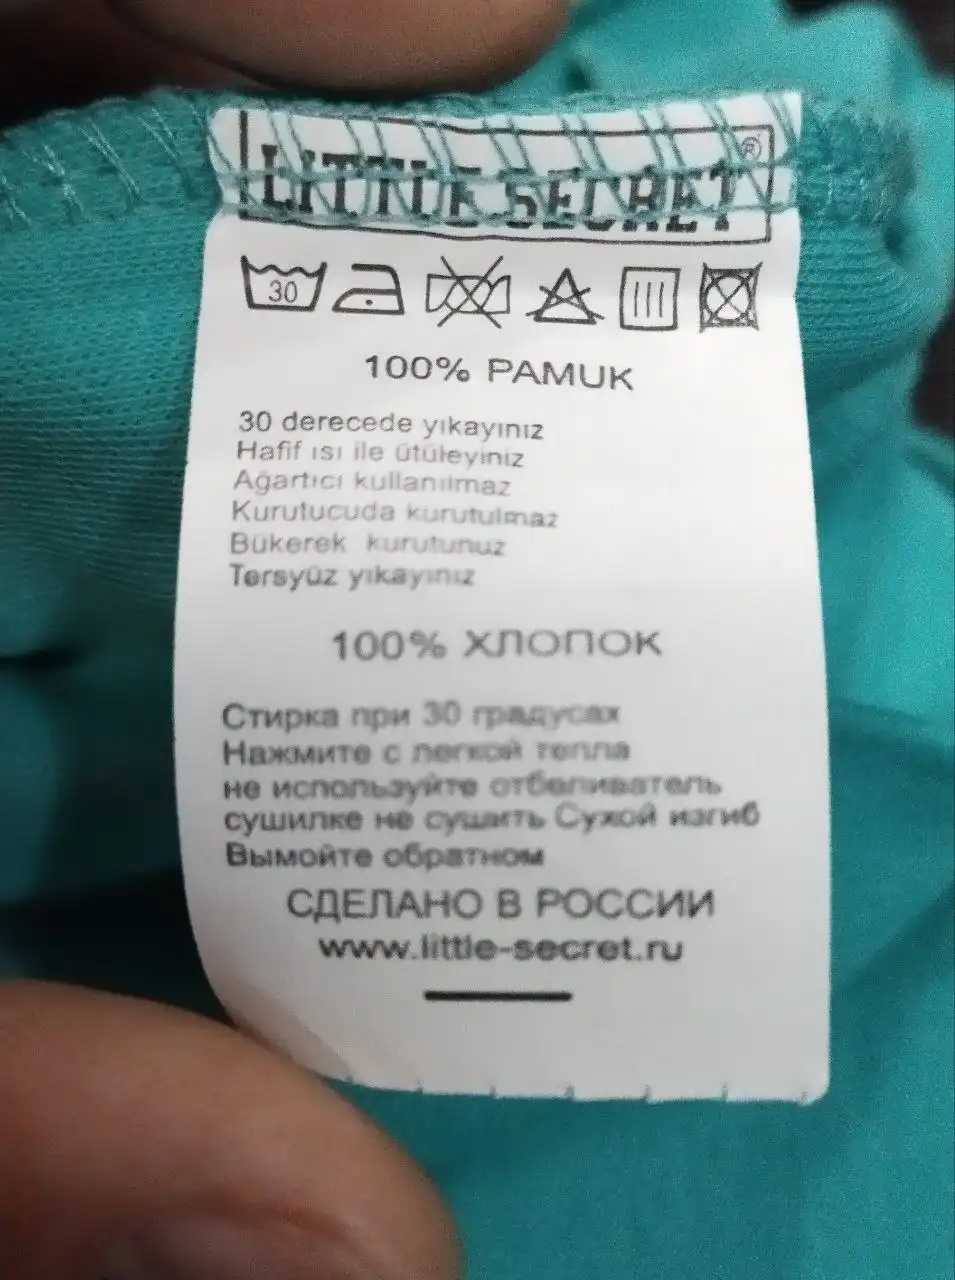 LITTLE SECRET®
30
100% PAMUK
30 derecede yıkayınız
Hafif ısı ile ütüleyiniz
Ağartıcı kullanılmaz
Kurutucuda kurutulmaz
Bükerek kurutunuz
Tersyüz yıkayınız
100% ХЛОПОК
Стирка при 30 градусах
Нажмите с легкой тепла
не используйте отбеливатель
сушилке не сушить Сухой изгиб
Вымойте обратном
СДЕЛАНО В РОССИИ
www.little-secret.ru